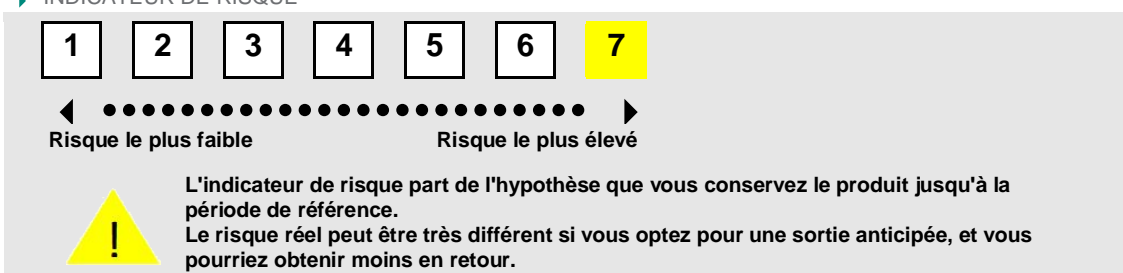 INDICATEUR DE RISQUE
1 2 3 4 5 6 7
Risque le plus faible Risque le plus élevé
L'indicateur de risque part de l'hypothèse que vous conservez le produit jusqu'à la
période de référence.
Le risque réel peut être très différent si vous optez pour une sortie anticipée, et vous
pourriez obtenir moins en retour.
!